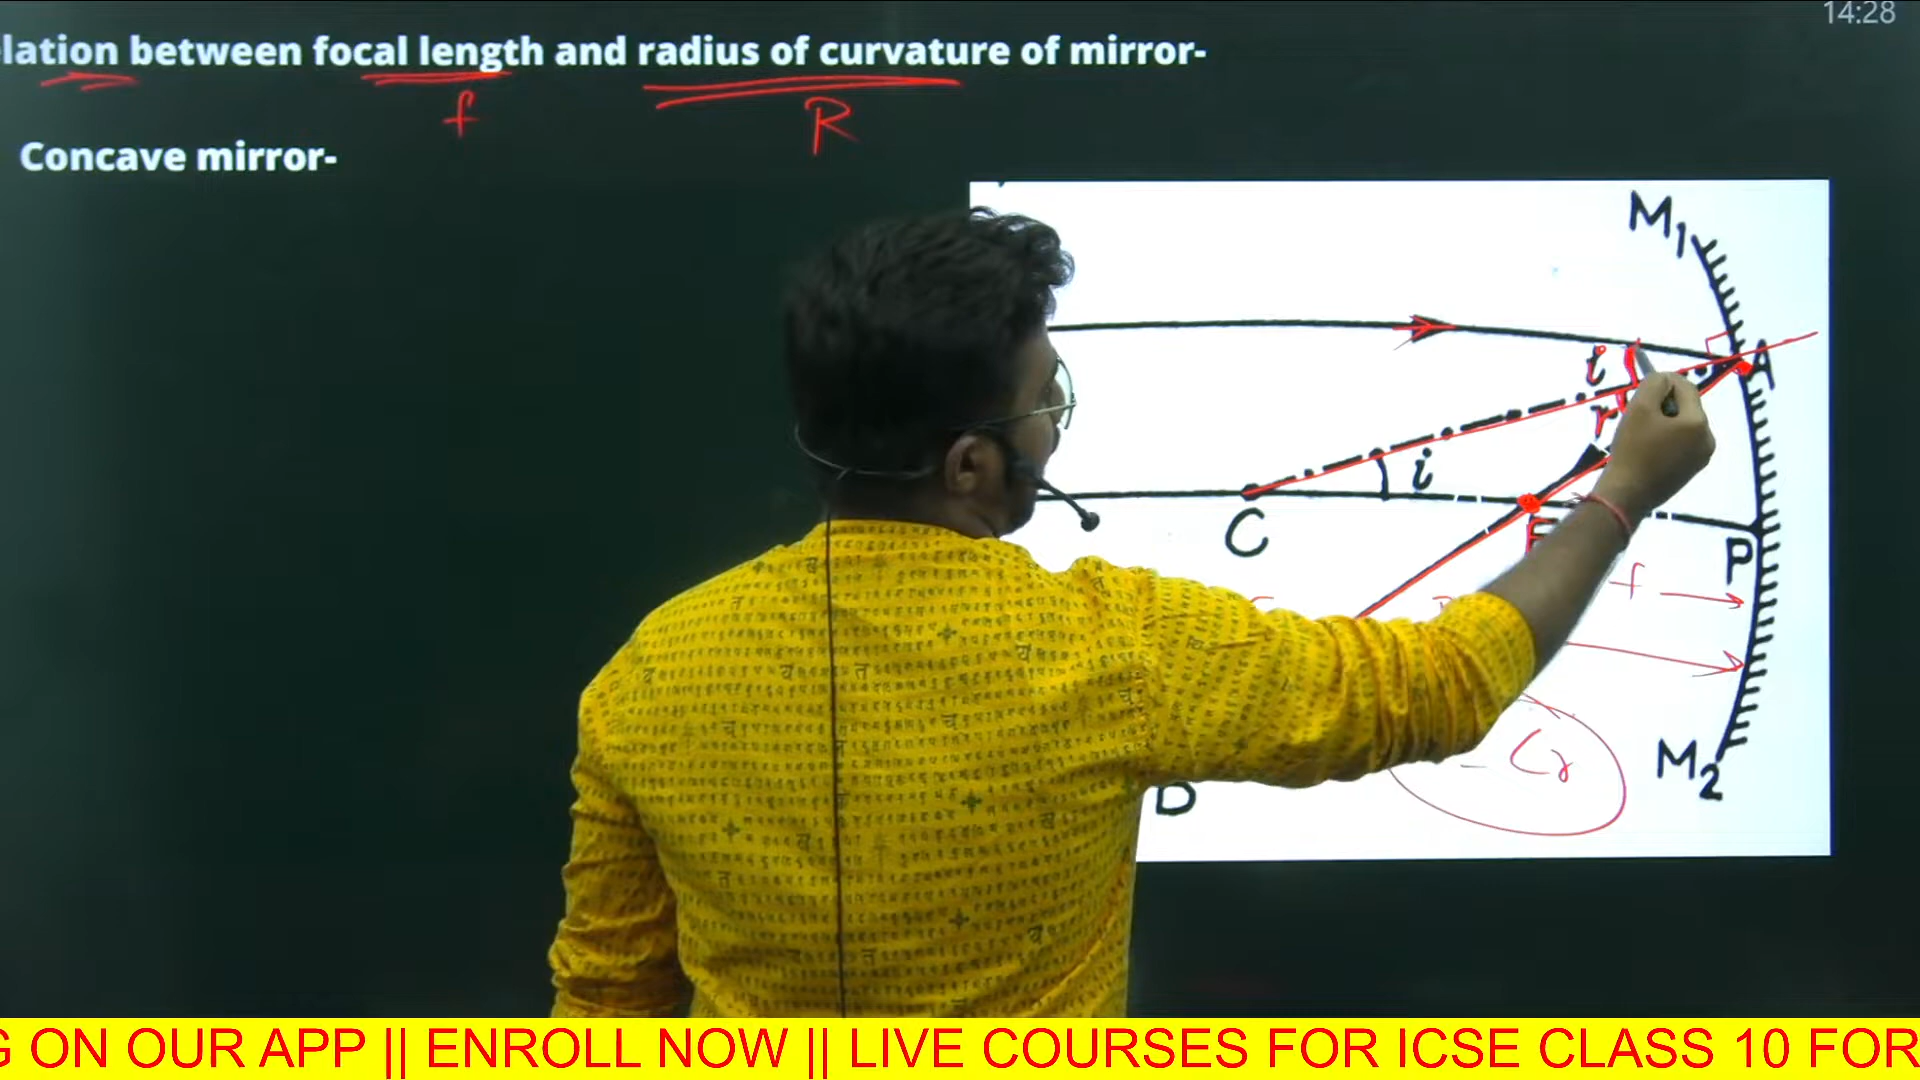 14:28
lation between focal length and radius of curvature of mirror-
f
R
Concave mirror-
M1
A
i
r
i
C
F
P
f
= Lr
M2
D
G ON OUR APP || ENROLL NOW || LIVE COURSES FOR ICSE CLASS 10 FOR